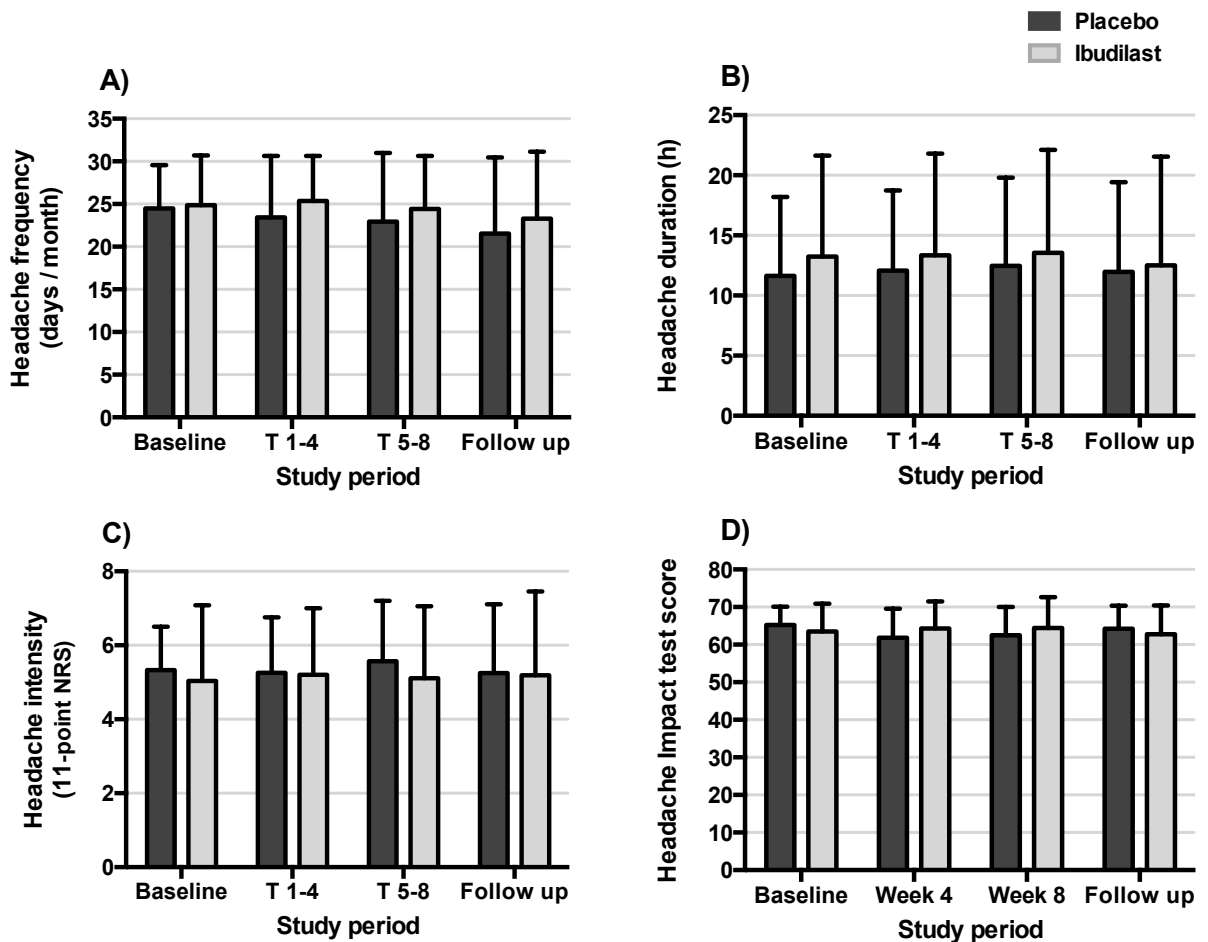 Placebo
Ibudilast
A)
Headache frequency
(days / month)
35
30
25
20
15
10
5
0
Baseline T 1-4 T 5-8 Follow up
Study period
B)
Headache duration (h)
25
20
15
10
5
0
Baseline T 1-4 T 5-8 Follow up
Study period
C)
Headache intensity
(11-point NRS)
8
6
4
2
0
Baseline T 1-4 T 5-8 Follow up
Study period
D)
Headache Impact test score
80
70
60
50
40
30
20
10
0
Baseline Week 4 Week 8 Follow up
Study period